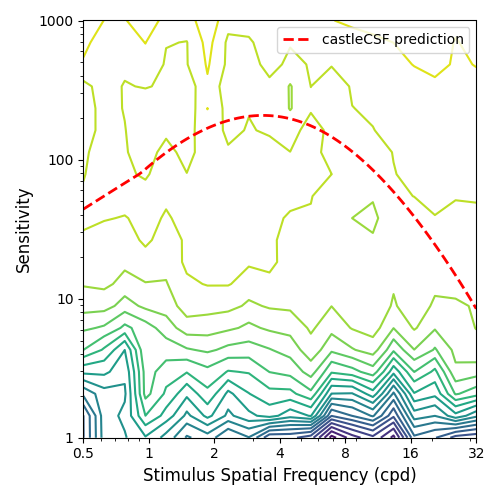 1000
castleCSF prediction
100
10
1
Sensitivity
0.5 1 2 4 8 16 32
Stimulus Spatial Frequency (cpd)